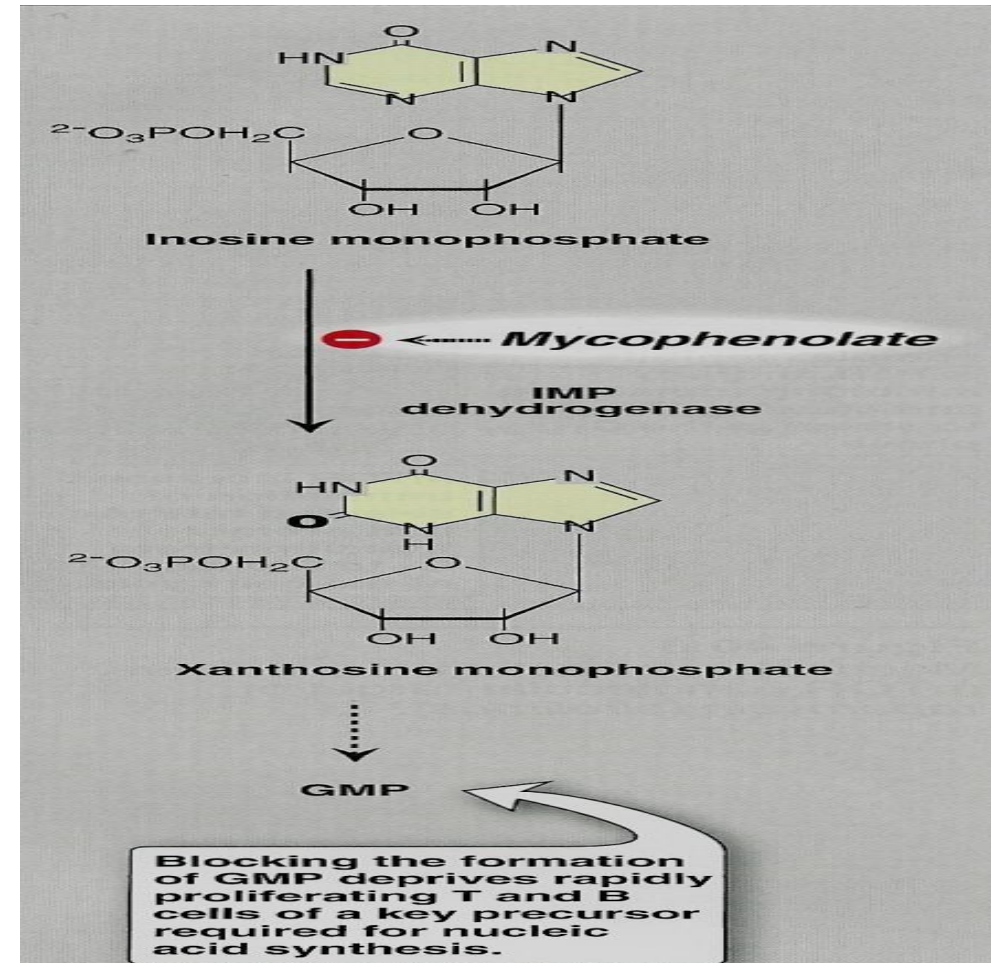 O
HN
N
N
N
2-O3POH2C
O
OH OH
Inosine monophosphate
Mycophenolate
IMP
dehydrogenase
O
HN
N
O
N
H
N
2-O3POH2C
O
OH OH
Xanthosine monophosphate
GMP
Blocking the formation
of GMP deprives rapidly
proliferating T and B
cells of a key precursor
required for nucleic
acid synthesis.